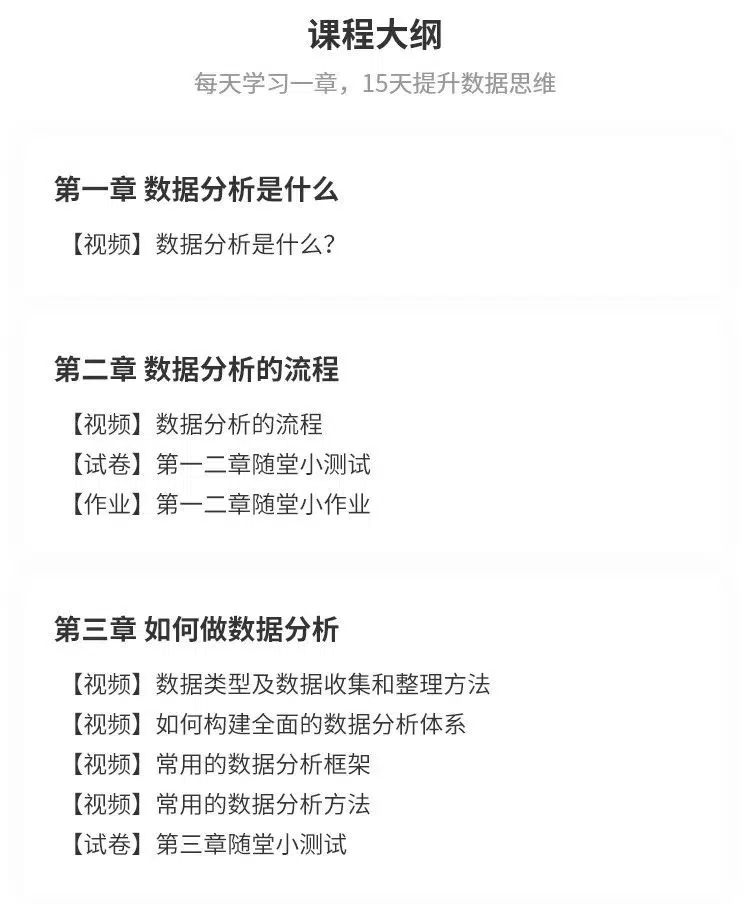 课程大纲
每天学习一章，15天提升数据思维
第一章 数据分析是什么
【视频】数据分析是什么？
第二章 数据分析的流程
【视频】数据分析的流程
【试卷】第一二章随堂小测试
【作业】第一二章随堂小作业
第三章 如何做数据分析
【视频】数据类型及数据收集和整理方法
【视频】如何构建全面的数据分析体系
【视频】常用的数据分析框架
【视频】常用的数据分析方法
【试卷】第三章随堂小测试